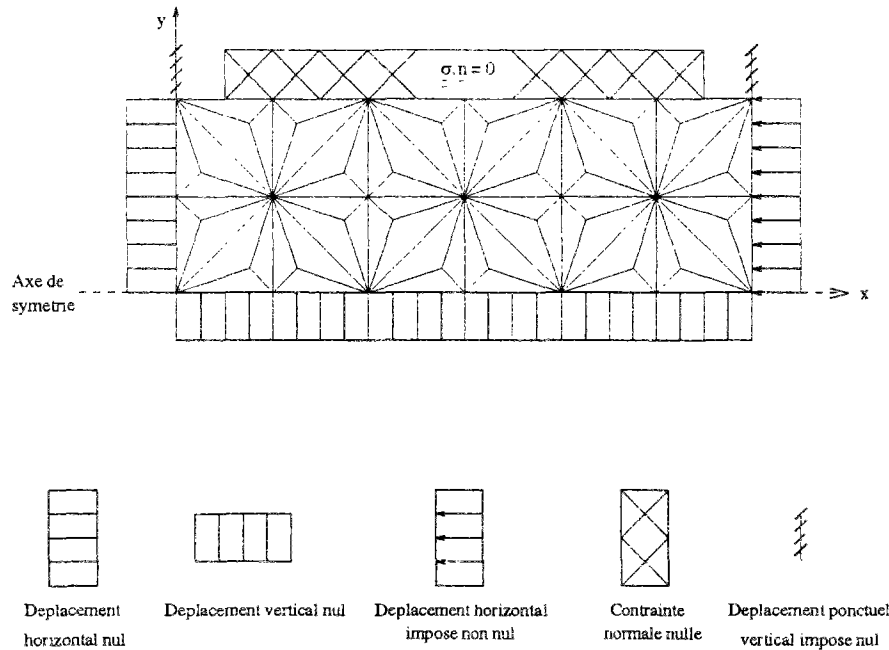 y
σ.n = 0
Axe de
symetrie
x
Deplacement
horizontal nul
Deplacement vertical nul
Deplacement horizontal
impose non nul
Contrainte
normale nulle
Deplacement ponctuel
vertical impose nul